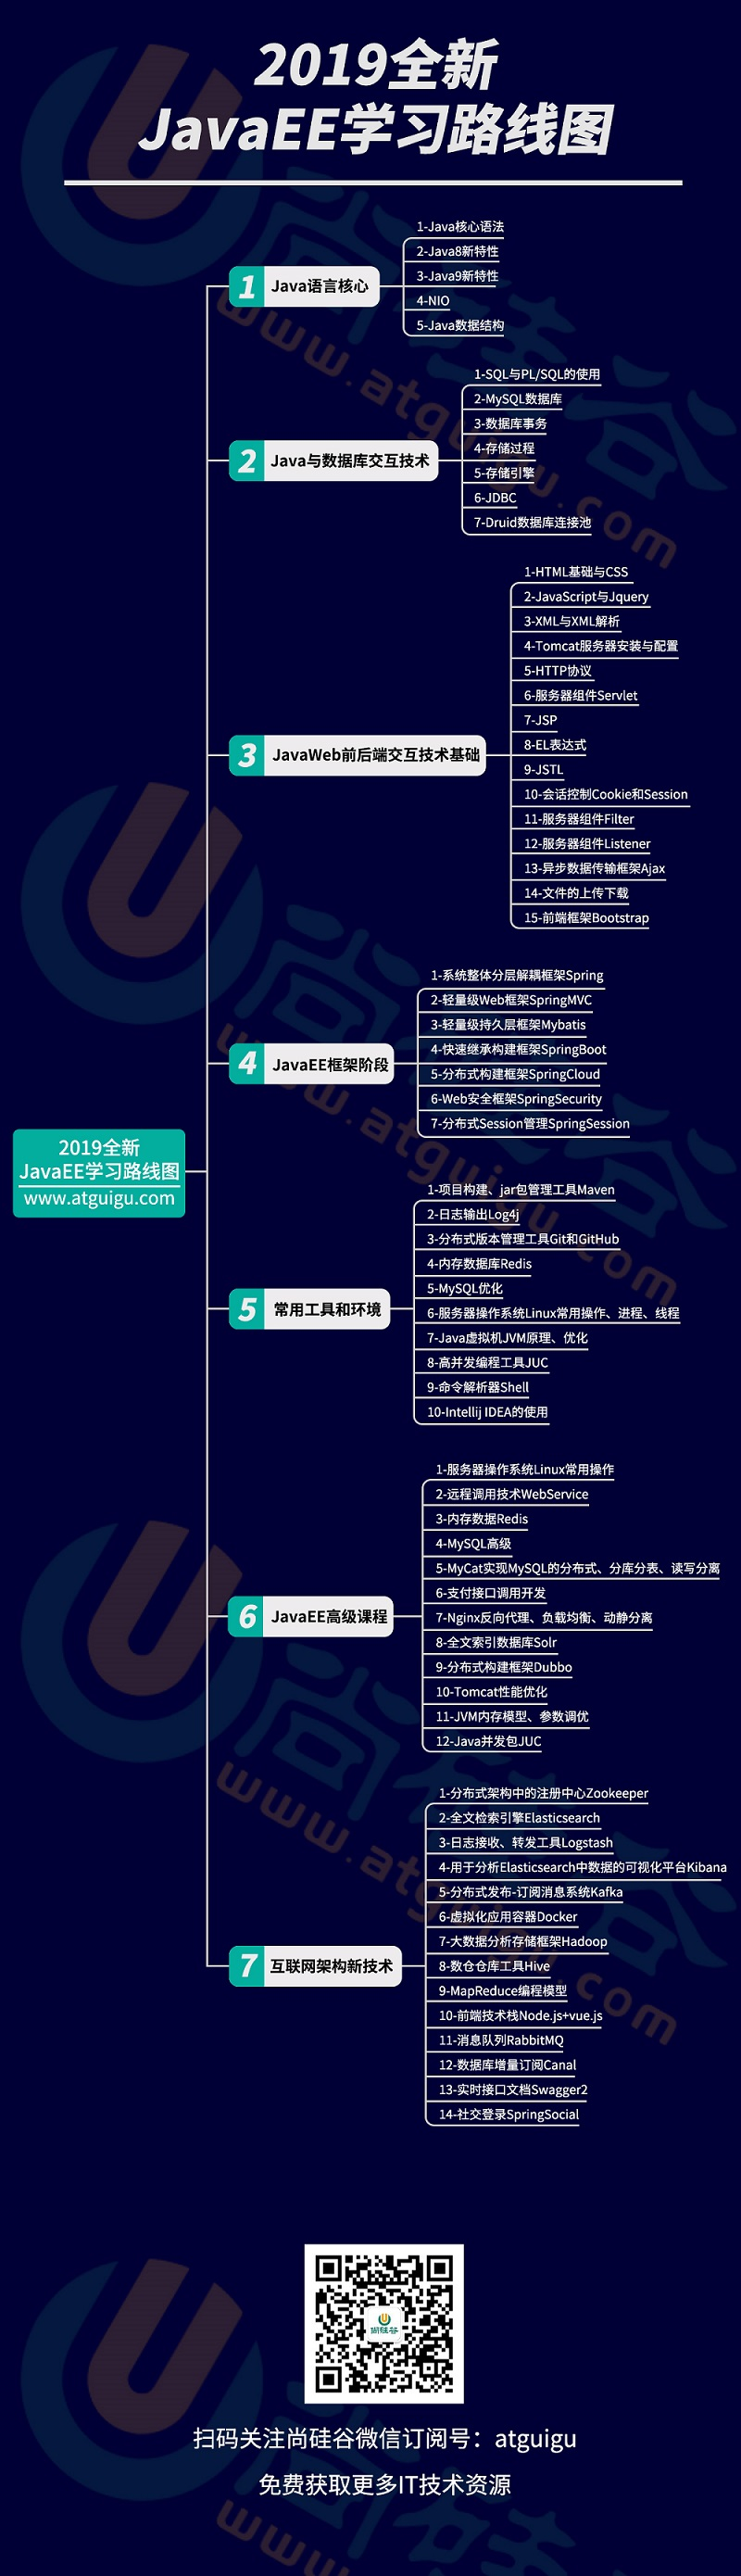 2019全新
JavaEE学习路线图
1 Java语言核心
1-Java核心语法
2-Java8新特性
3-Java9新特性
4-NIO
5-Java数据结构
2 Java与数据库交互技术
1-SQL与PL/SQL的使用
2-MySQL数据库
3-数据库事务
4-存储过程
5-存储引擎
6-JDBC
7-Druid数据库连接池
3 JavaWeb前后端交互技术基础
1-HTML基础与CSS
2-JavaScript与Jquery
3-XML与XML解析
4-Tomcat服务器安装与配置
5-HTTP协议
6-服务器组件Servlet
7-JSP
8-EL表达式
9-JSTL
10-会话控制Cookie和Session
11-服务器组件Filter
12-服务器组件Listener
13-异步数据传输框架Ajax
14-文件的上传下载
15-前端框架Bootstrap
4 JavaEE框架阶段
1-系统整体分层解耦框架Spring
2-轻量级Web框架SpringMVC
3-轻量级持久层框架Mybatis
4-快速继承构建框架SpringBoot
5-分布式构建框架SpringCloud
6-Web安全框架SpringSecurity
7-分布式Session管理SpringSession
2019全新
JavaEE学习路线图
www.atguigu.com
5 常用工具和环境
1-项目构建、jar包管理工具Maven
2-日志输出Log4j
3-分布式版本管理工具Git和GitHub
4-内存数据库Redis
5-MySQL优化
6-服务器操作系统Linux常用操作、进程、线程
7-Java虚拟机JVM原理、优化
8-高并发编程工具JUC
9-命令解析器Shell
10-Intellij IDEA的使用
6 JavaEE高级课程
1-服务器操作系统Linux常用操作
2-远程调用技术WebService
3-内存数据Redis
4-MySQL高级
5-MyCat实现MySQL的分布式、分库分表、读写分离
6-支付接口调用开发
7-Nginx反向代理、负载均衡、动静分离
8-全文索引数据库Solr
9-分布式构建框架Dubbo
10-Tomcat性能优化
11-JVM内存模型、参数调优
12-Java并发包JUC
7 互联网架构新技术
1-分布式架构中的注册中心Zookeeper
2-全文检索引擎Elasticsearch
3-日志接收、转发工具Logstash
4-用于分析Elasticsearch中数据的可视化平台Kibana
5-分布式发布-订阅消息系统Kafka
6-虚拟化应用容器Docker
7-大数据分析存储框架Hadoop
8-数仓仓库工具Hive
9-MapReduce编程模型
10-前端技术栈Node.js+vue.js
11-消息队列RabbitMQ
12-数据库增量订阅Canal
13-实时接口文档Swagger2
14-社交登录SpringSocial
尚硅谷
扫码关注尚硅谷微信订阅号：atguigu
免费获取更多IT技术资源
尚硅谷
www.atguigu.com